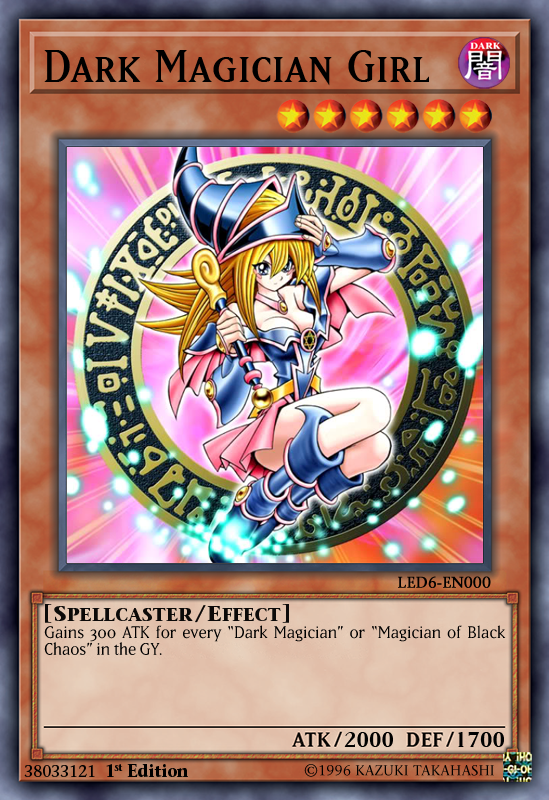 Dark Magician Girl
DARK
闇
LED6-EN000
[Spellcaster/Effect]
Gains 300 ATK for every “Dark Magician” or “Magician of Black
Chaos” in the GY.
ATK/2000 DEF/1700
38033121 1st Edition ©1996 KAZUKI TAKAHASHI